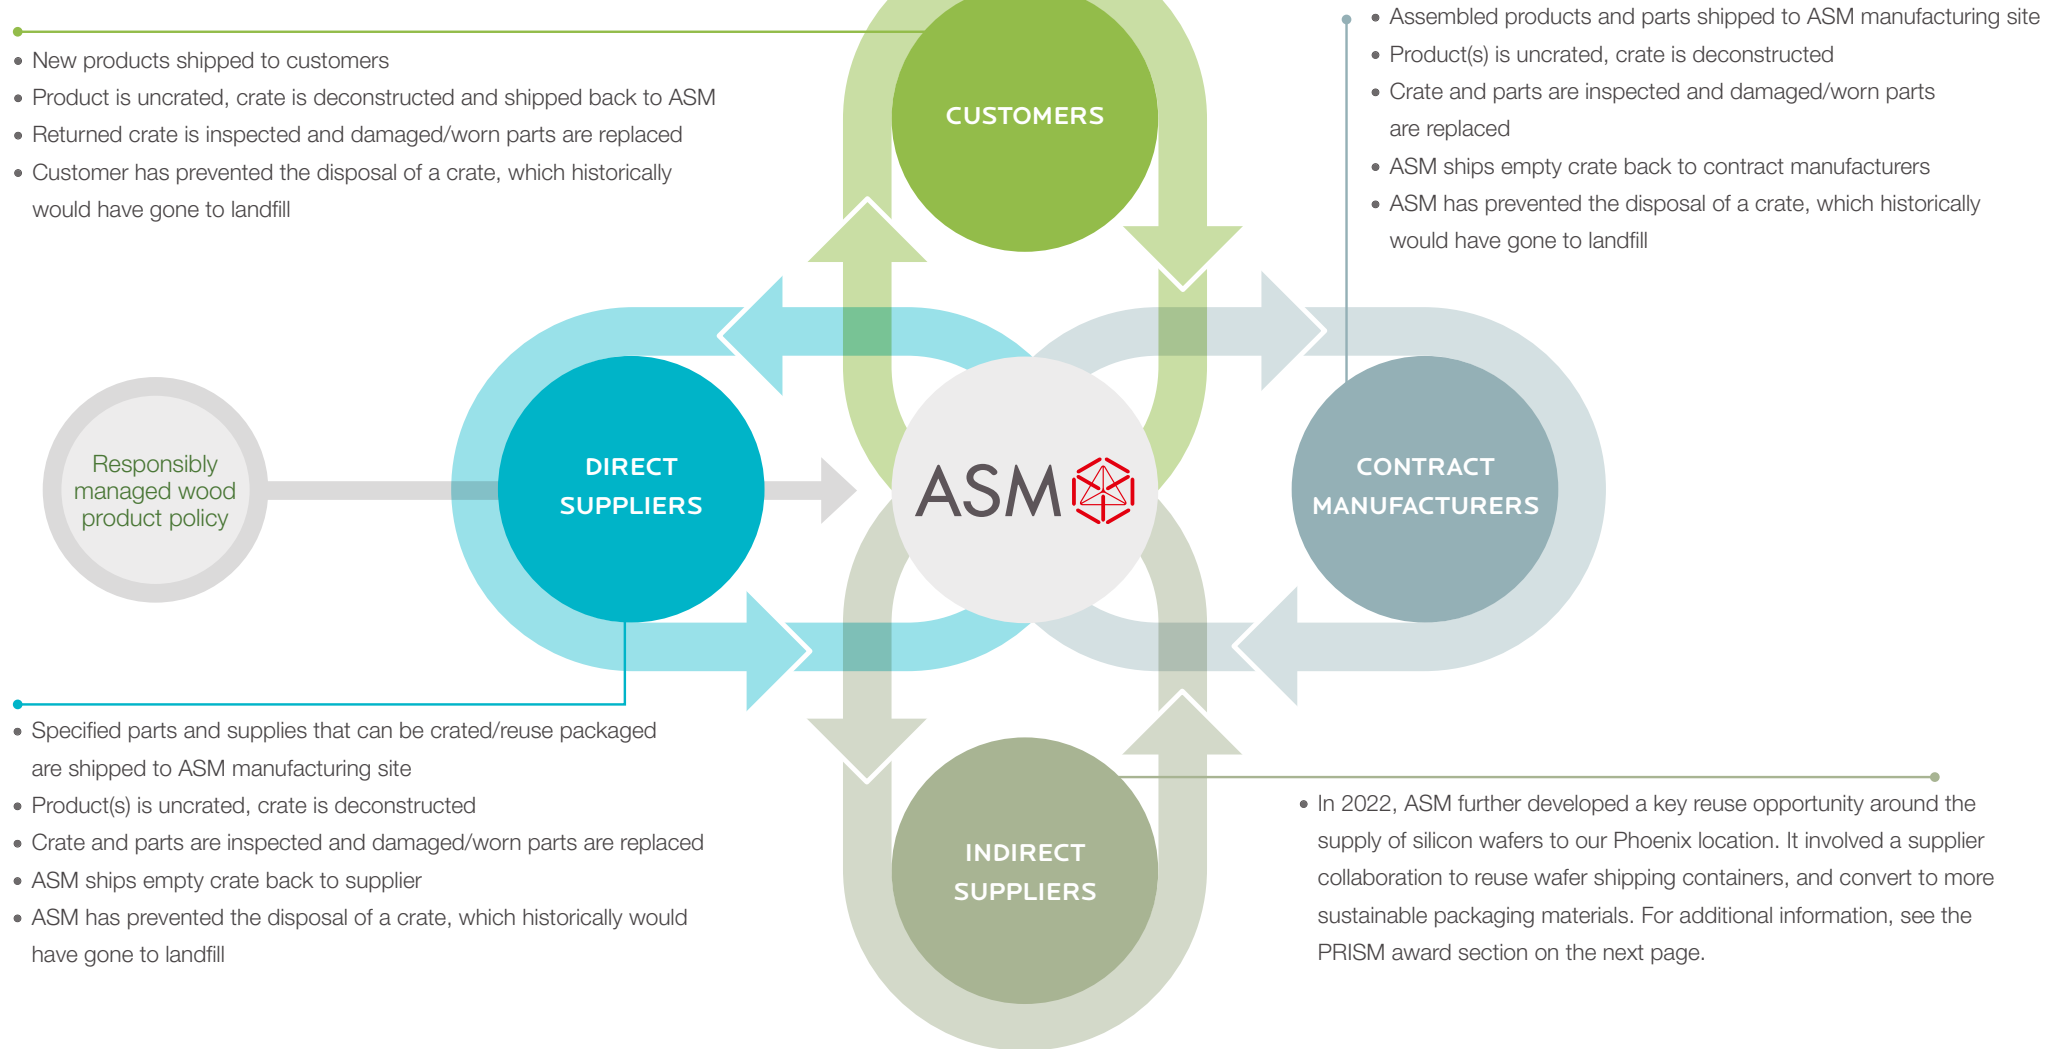 • New products shipped to customers
• Product is uncrated, crate is deconstructed and shipped back to ASM
• Returned crate is inspected and damaged/worn parts are replaced
• Customer has prevented the disposal of a crate, which historically
would have gone to landfill
CUSTOMERS
• Assembled products and parts shipped to ASM manufacturing site
• Product(s) is uncrated, crate is deconstructed
• Crate and parts are inspected and damaged/worn parts
are replaced
• ASM ships empty crate back to contract manufacturers
• ASM has prevented the disposal of a crate, which historically
would have gone to landfill
Responsibly
managed wood
product policy
DIRECT
SUPPLIERS
ASM
CONTRACT
MANUFACTURERS
• Specified parts and supplies that can be crated/reuse packaged
are shipped to ASM manufacturing site
• Product(s) is uncrated, crate is deconstructed
• Crate and parts are inspected and damaged/worn parts are replaced
• ASM ships empty crate back to supplier
• ASM has prevented the disposal of a crate, which historically would
have gone to landfill
INDIRECT
SUPPLIERS
• In 2022, ASM further developed a key reuse opportunity around the
supply of silicon wafers to our Phoenix location. It involved a supplier
collaboration to reuse wafer shipping containers, and convert to more
sustainable packaging materials. For additional information, see the
PRISM award section on the next page.